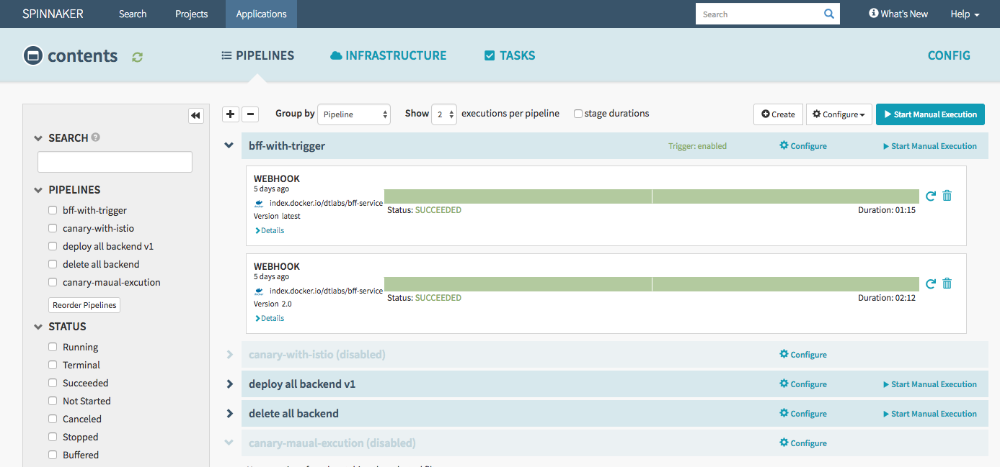 SPINNAKER Search Projects Applications Search What's New Help
contents PIPELINES INFRASTRUCTURE TASKS CONFIG
Group by Pipeline Show 2 executions per pipeline stage durations Create Configure Start Manual Execution
SEARCH
PIPELINES
bff-with-trigger
canary-with-istio
deploy all backend v1
delete all backend
canary-maual-excution
Reorder Pipelines
STATUS
Running
Terminal
Succeeded
Not Started
Canceled
Stopped
Buffered
bff-with-trigger Trigger: enabled Configure Start Manual Execution
WEBHOOK
5 days ago
index.docker.io/dtlabs/bff-service
Status: SUCCEEDED Duration: 01:15
Version latest
Details
WEBHOOK
5 days ago
index.docker.io/dtlabs/bff-service
Status: SUCCEEDED Duration: 02:12
Version 2.0
Details
canary-with-istio (disabled) Configure
deploy all backend v1 Configure Start Manual Execution
delete all backend Configure Start Manual Execution
canary-maual-excution (disabled) Configure